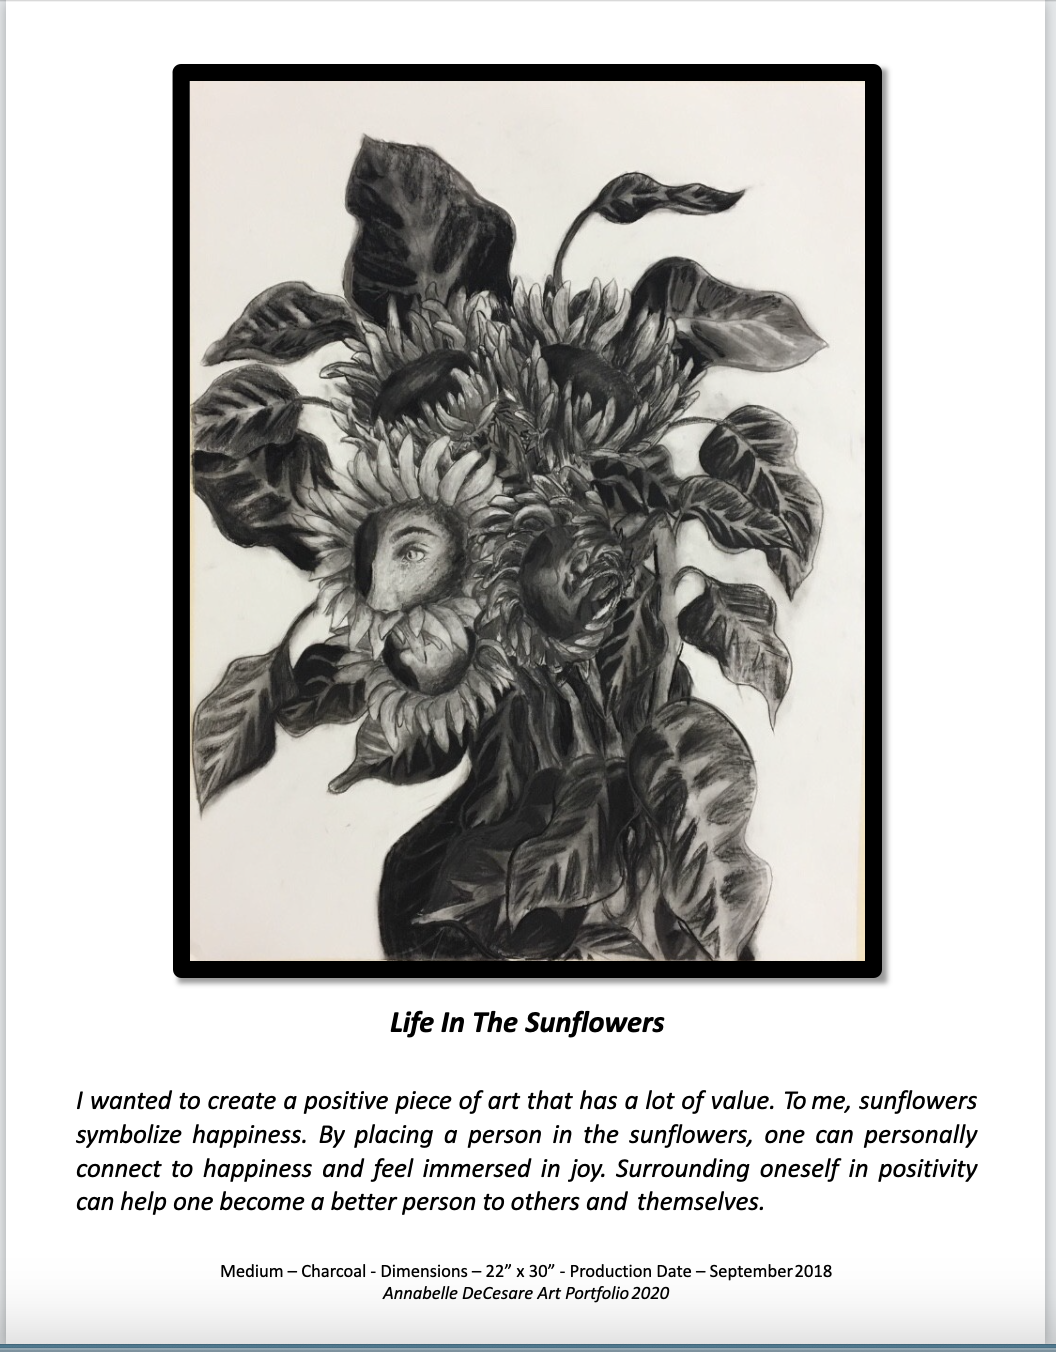 Life In The Sunflowers
I wanted to create a positive piece of art that has a lot of value. To me, sunflowers
symbolize happiness. By placing a person in the sunflowers, one can personally
connect to happiness and feel immersed in joy. Surrounding oneself in positivity
can help one become a better person to others and themselves.
Medium – Charcoal - Dimensions – 22” x 30” - Production Date – September 2018
Annabelle DeCesare Art Portfolio 2020